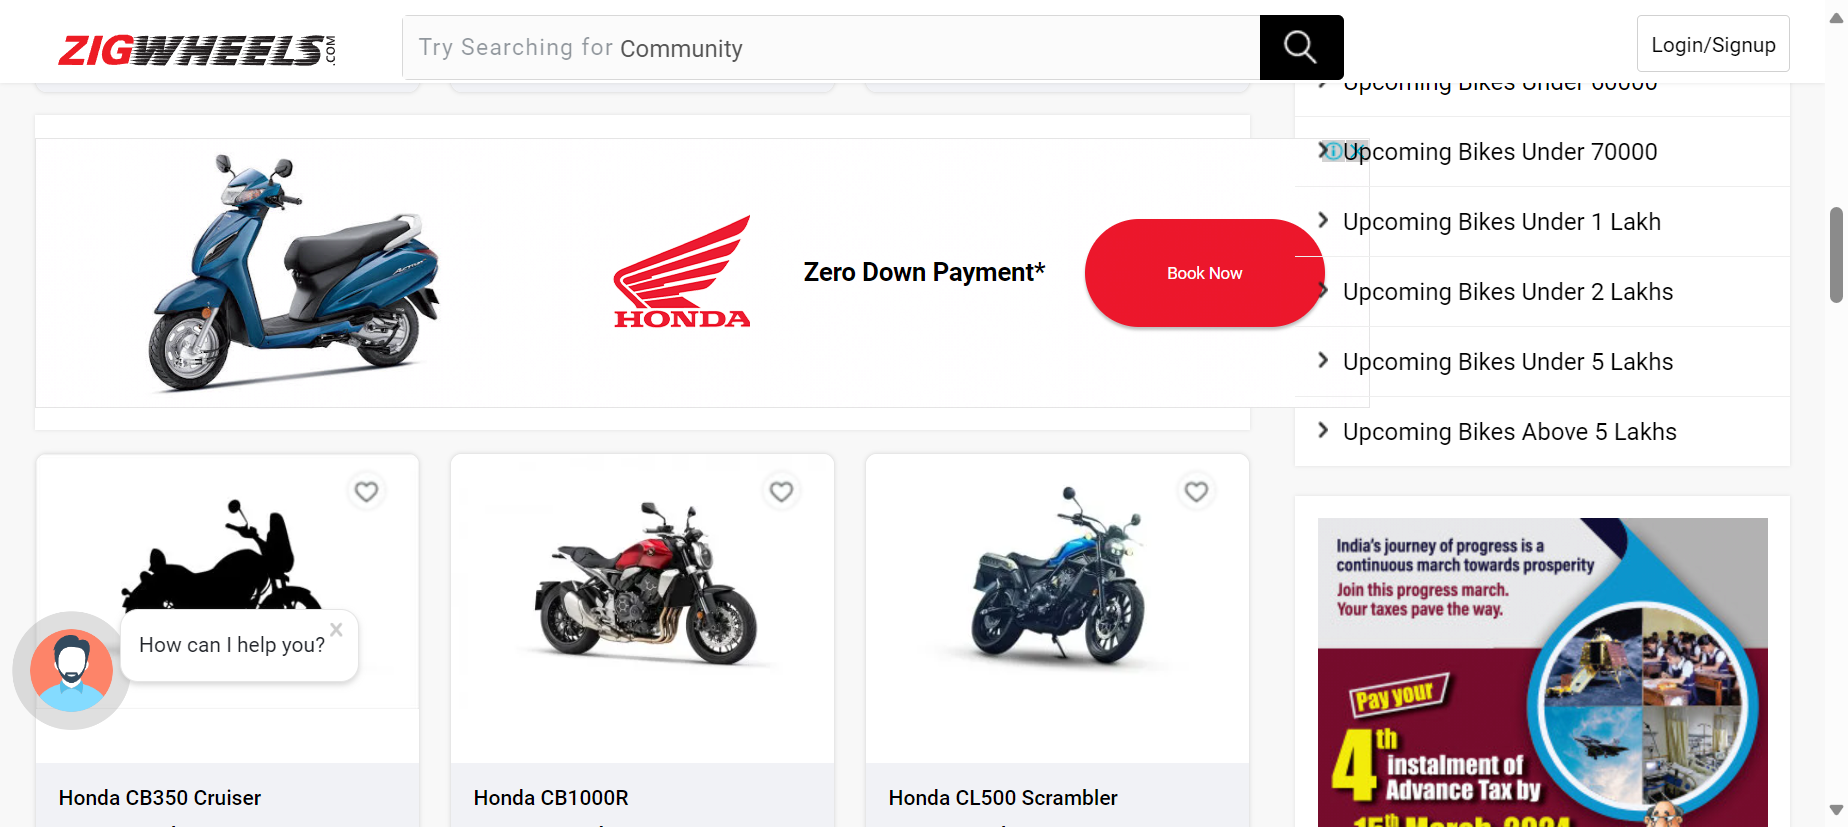 ZIGWHEELS.COM
Try Searching for Community
Login/Signup
Upcoming Bikes Under 70000
Upcoming Bikes Under 1 Lakh
Upcoming Bikes Under 2 Lakhs
Upcoming Bikes Under 5 Lakhs
Upcoming Bikes Above 5 Lakhs
HONDA
Zero Down Payment*
Book Now
How can I help you?
Honda CB350 Cruiser
Honda CB1000R
Honda CL500 Scrambler
India's journey of progress is a
continuous march towards prosperity
Join this progress march.
Your taxes pave the way.
Pay your
4th
instalment of
Advance Tax by
15th March, 2024